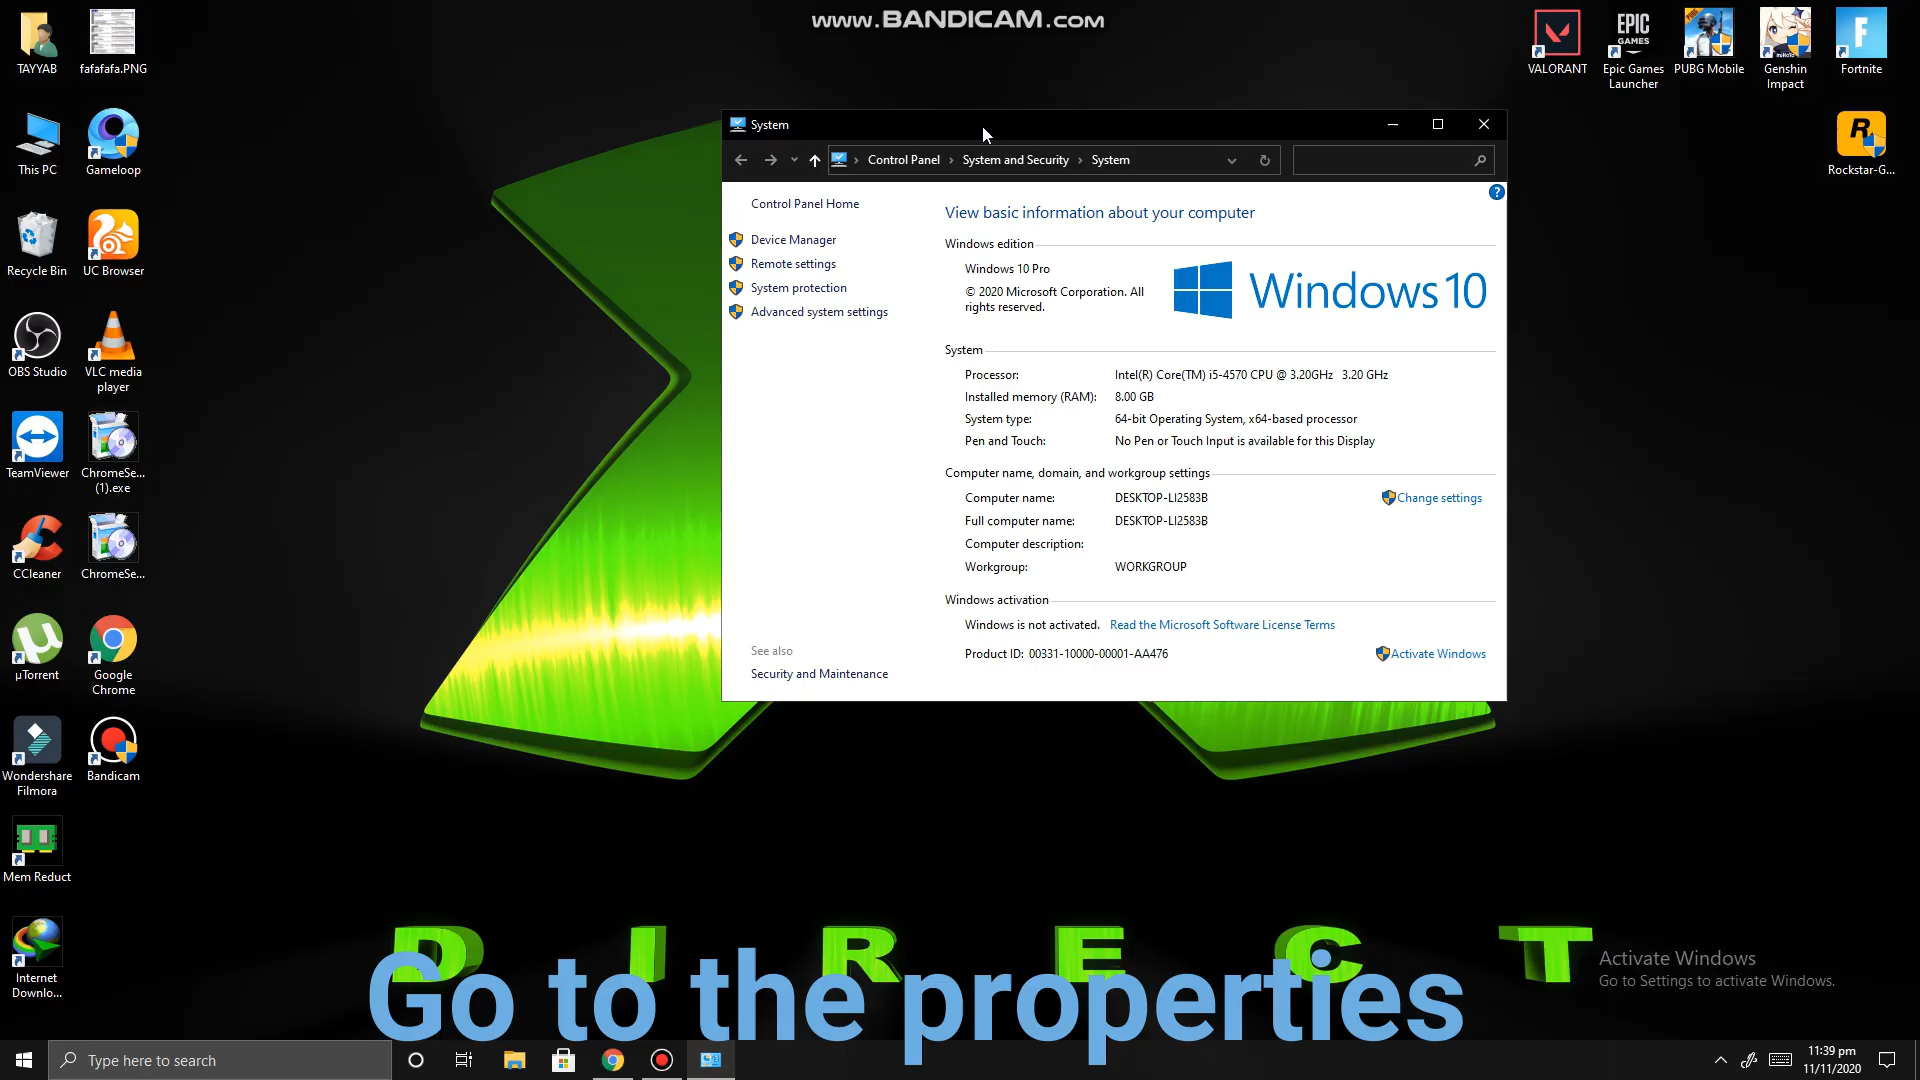 www.BANDICAM.com
TAYYAB
fafafafa.PNG
This PC
Gameloop
Recycle Bin
UC Browser
OBS Studio
VLC media
player
TeamViewer
ChromeSe...
(1).exe
CCleaner
ChromeSe...
µTorrent
Google
Chrome
Wondershare
Filmora
Bandicam
Mem Reduct
Internet
Downlo...
VALORANT
EPIC
GAMES
Epic Games
Launcher
PUBG Mobile
Genshin
Impact
Fortnite
Rockstar-G...
System
Control Panel
System and Security
System
Control Panel Home
Device Manager
Remote settings
System protection
Advanced system settings
See also
Security and Maintenance
View basic information about your computer
Windows edition
Windows 10 Pro
© 2020 Microsoft Corporation. All
rights reserved.
Windows 10
System
Processor: Intel(R) Core(TM) i5-4570 CPU @ 3.20GHz 3.20 GHz
Installed memory (RAM): 8.00 GB
System type: 64-bit Operating System, x64-based processor
Pen and Touch: No Pen or Touch Input is available for this Display
Computer name, domain, and workgroup settings
Computer name: DESKTOP-LI2583B
Change settings
Full computer name: DESKTOP-LI2583B
Computer description:
Workgroup: WORKGROUP
Windows activation
Windows is not activated. Read the Microsoft Software License Terms
Product ID: 00331-10000-00001-AA476
Activate Windows
DIRECT
Go to the properties
Activate Windows
Go to Settings to activate Windows.
Type here to search
11:39 pm
11/11/2020